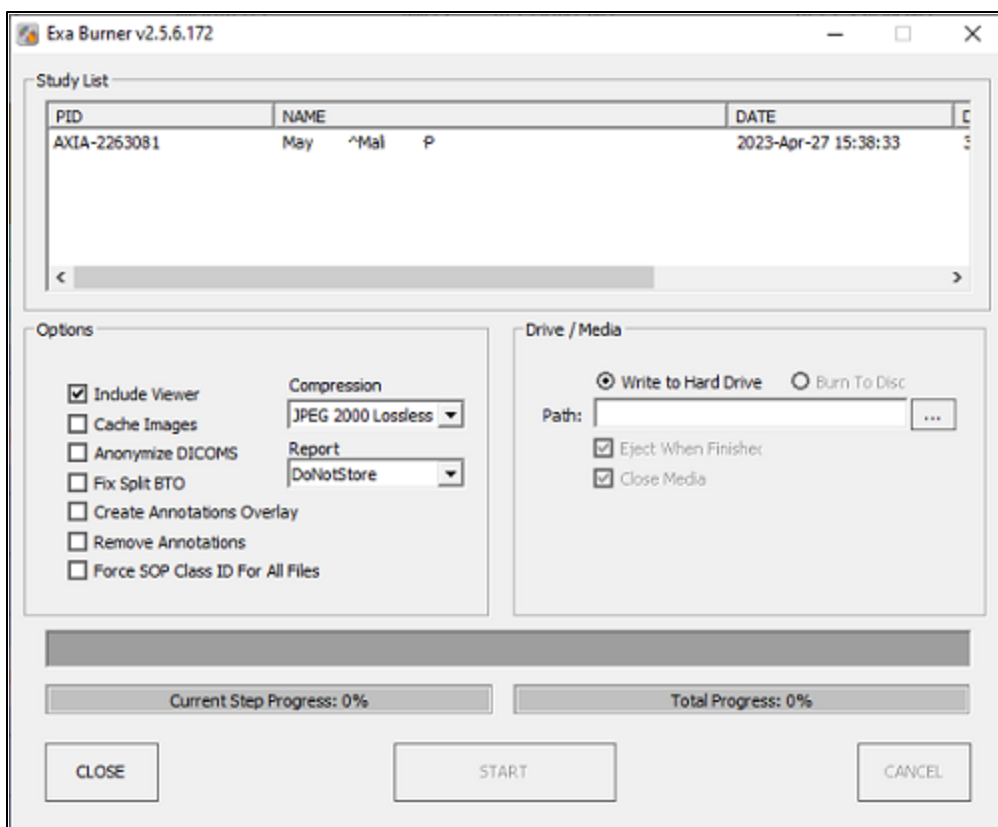 Exa Burner v2.5.6.172
Study List
PID NAME DATE
AXIA-2263081 May ^Mali P 2023-Apr-27 15:38:33
Options
Include Viewer
Cache Images
Anonymize DICOMS
Fix Split BTO
Create Annotations Overlay
Remove Annotations
Force SOP Class ID For All Files
Compression
JPEG 2000 Lossless
Report
DoNotStore
Drive / Media
Write to Hard Drive Burn To Disc
Path: ...
Eject When Finished
Close Media
Current Step Progress: 0% Total Progress: 0%
CLOSE START CANCEL